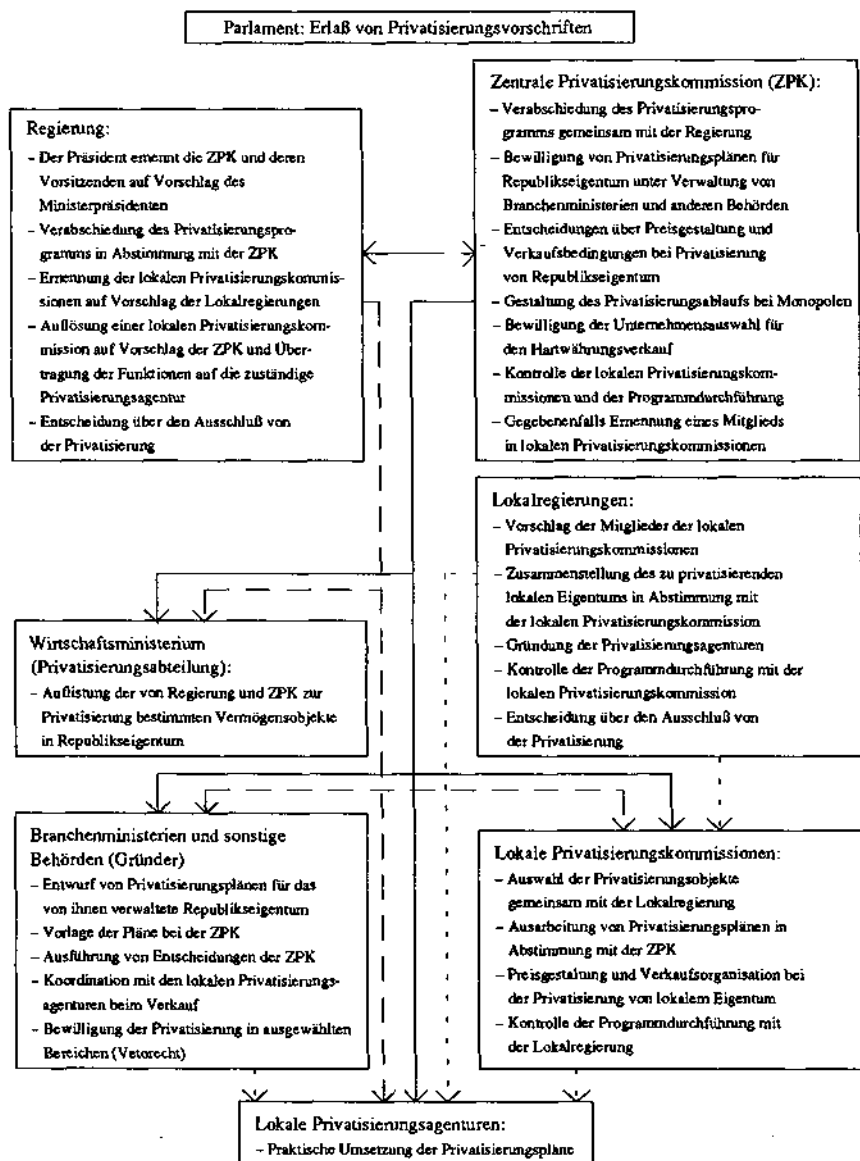 Parlament: Erlaß von Privatisierungsvorschriften
Regierung:
– Der Präsident ernennt die ZPK und deren
Vorsitzenden auf Vorschlag des
Ministerpräsidenten
– Verabschiedung des Privatisierungspro-
gramms in Abstimmung mit der ZPK
– Ernennung der lokalen Privatisierungskommis-
sionen auf Vorschlag der Lokalregierungen
– Auflösung einer lokalen Privatisierungskom-
mission auf Vorschlag der ZPK und Über-
tragung der Funktionen auf die zuständige
Privatisierungsagentur
– Entscheidung über den Ausschluß von
der Privatisierung
Zentrale Privatisierungskommission (ZPK):
– Verabschiedung des Privatisierungspro-
gramms gemeinsam mit der Regierung
– Bewilligung von Privatisierungsplänen für
Republikseigentum unter Verwaltung von
Branchenministerien und anderen Behörden
– Entscheidungen über Preisgestaltung und
Verkaufsbedingungen bei Privatisierung
von Republikseigentum
– Gestaltung des Privatisierungsablaufs bei Monopolen
– Bewilligung der Unternehmensauswahl für
den Hartwährungsverkauf
– Kontrolle der lokalen Privatisierungskom-
missionen und der Programmdurchführung
– Gegebenenfalls Ernennung eines Mitglieds
in lokalen Privatisierungskommissionen
Lokalregierungen:
– Vorschlag der Mitglieder der lokalen
Privatisierungskommissionen
– Zusammenstellung des zu privatisierenden
lokalen Eigentums in Abstimmung mit
der lokalen Privatisierungskommission
– Gründung der Privatisierungsagenturen
– Kontrolle der Programmdurchführung mit der
lokalen Privatisierungskommission
– Entscheidung über den Ausschluß von
der Privatisierung
Wirtschaftsministerium
(Privatisierungsabteilung):
– Auflistung der von Regierung und ZPK zur
Privatisierung bestimmten Vermögensobjekte
in Republikseigentum
Branchenministerien und sonstige
Behörden (Gründer)
– Entwurf von Privatisierungsplänen für das
von ihnen verwaltete Republikseigentum
– Vorlage der Pläne bei der ZPK
– Ausführung von Entscheidungen der ZPK
– Koordination mit den lokalen Privatisierungs-
agenturen beim Verkauf
– Bewilligung der Privatisierung in ausgewählten
Bereichen (Vetorecht)
Lokale Privatisierungskommissionen:
– Auswahl der Privatisierungsobjekte
gemeinsam mit der Lokalregierung
– Ausarbeitung von Privatisierungsplänen in
Abstimmung mit der ZPK
– Preisgestaltung und Verkaufsorganisation bei
der Privatisierung von lokalem Eigentum
– Kontrolle der Programmdurchführung mit
der Lokalregierung
Lokale Privatisierungsagenturen:
– Praktische Umsetzung der Privatisierungspläne